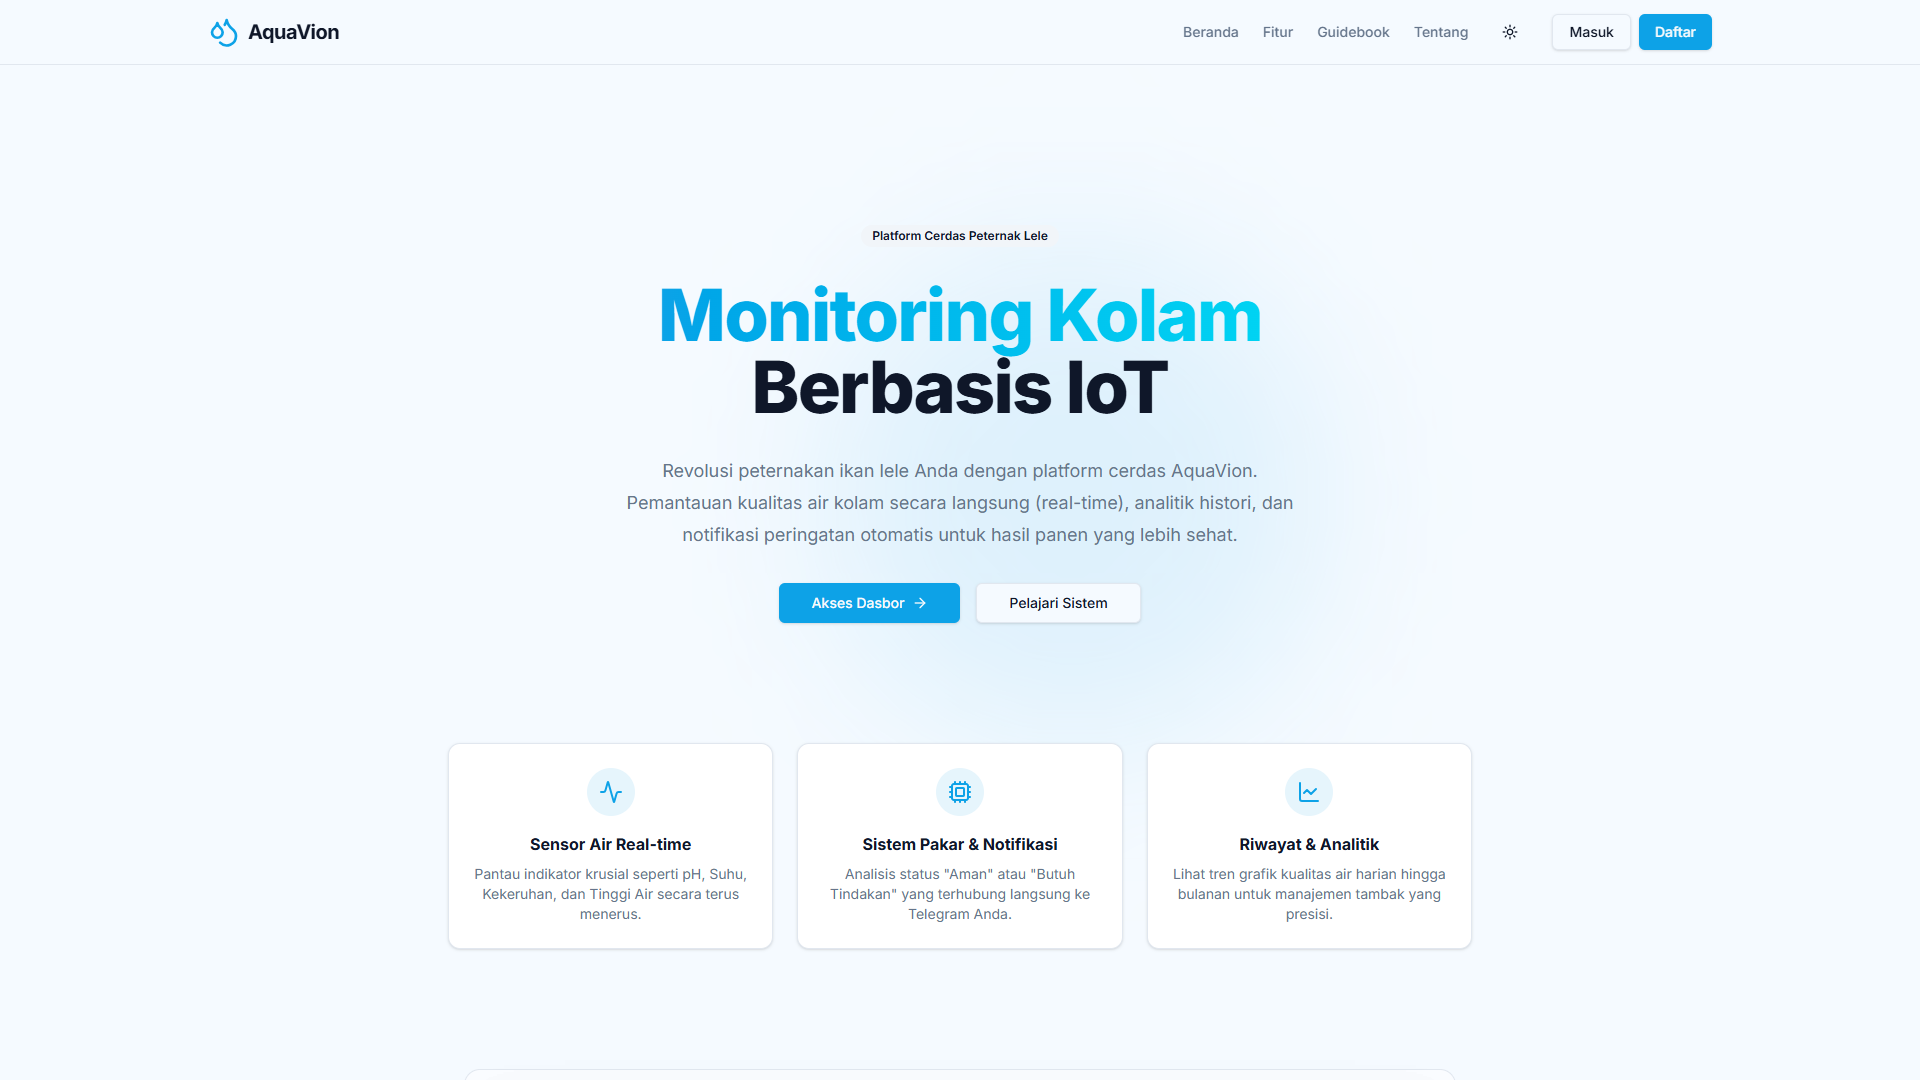 AquaVion
Beranda
Fitur
Guidebook
Tentang
Masuk
Daftar
Platform Cerdas Peternak Lele
Monitoring Kolam
Berbasis IoT
Revolusi peternakan ikan lele Anda dengan platform cerdas AquaVion.
Pemantauan kualitas air kolam secara langsung (real-time), analitik histori, dan
notifikasi peringatan otomatis untuk hasil panen yang lebih sehat.
Akses Dasbor
Pelajari Sistem
Sensor Air Real-time
Pantau indikator krusial seperti pH, Suhu,
Kekeruhan, dan Tinggi Air secara terus
menerus.
Sistem Pakar & Notifikasi
Analisis status "Aman" atau "Butuh
Tindakan" yang terhubung langsung ke
Telegram Anda.
Riwayat & Analitik
Lihat tren grafik kualitas air harian hingga
bulanan untuk manajemen tambak yang
presisi.